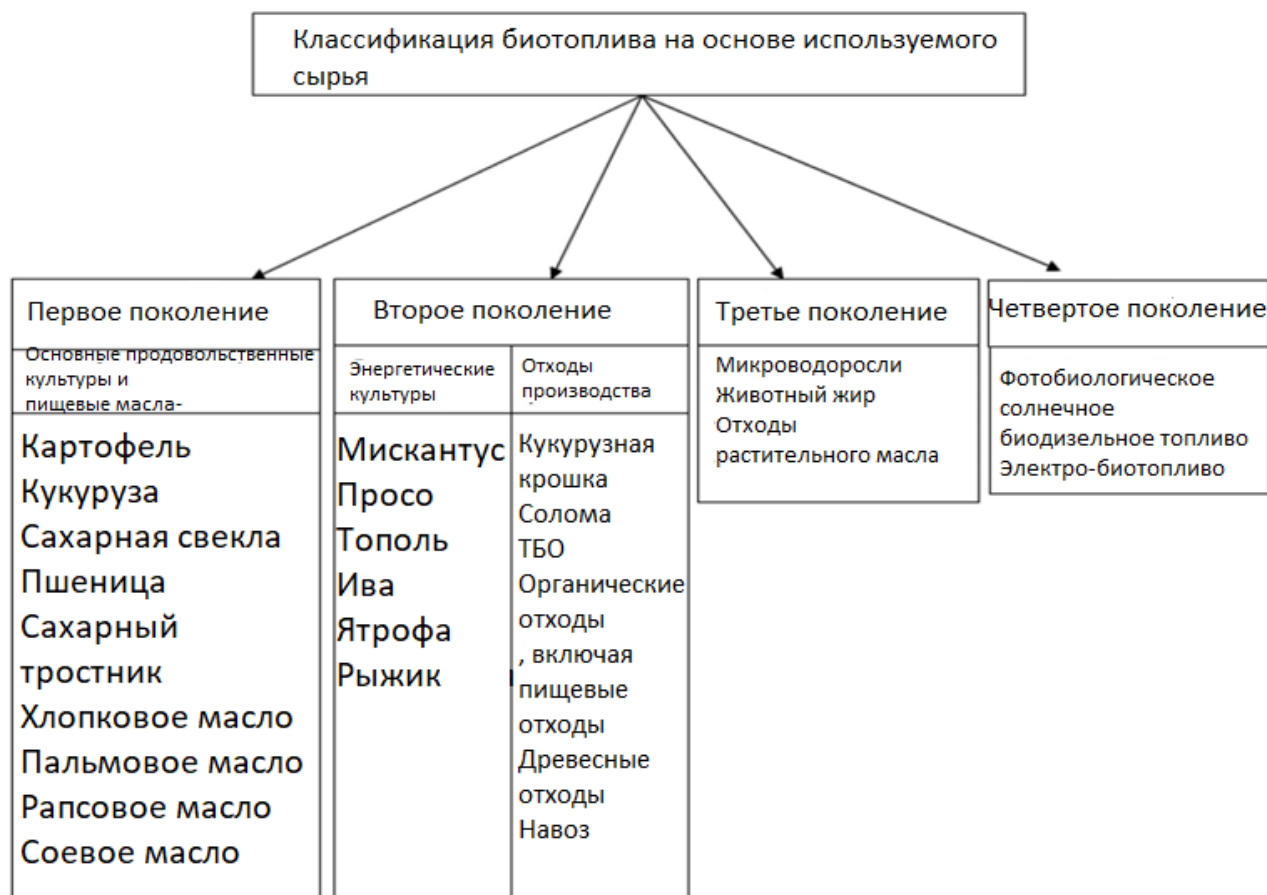 Классификация биотоплива на основе используемого
сырья
Первое поколение
Основные продовольственные
культуры и
пищевые масла-
Картофель
Кукуруза
Сахарная свекла
Пшеница
Сахарный
тростник
Хлопковое масло
Пальмовое масло
Рапсовое масло
Соевое масло
Второе поколение
Энергетические
культуры
Мискантус
Просо
Тополь
Ива
Ятрофа
Рыжик
Отходы
производства
Кукурузная
крошка
Солома
ТБО
Органические
отходы
, включая
пищевые
отходы
Древесные
отходы
Навоз
Третье поколение
Микроводоросли
Животный жир
Отходы
растительного масла
Четвертое поколение
Фотобиологическое
солнечное
биодизельное топливо
Электро-биотопливо